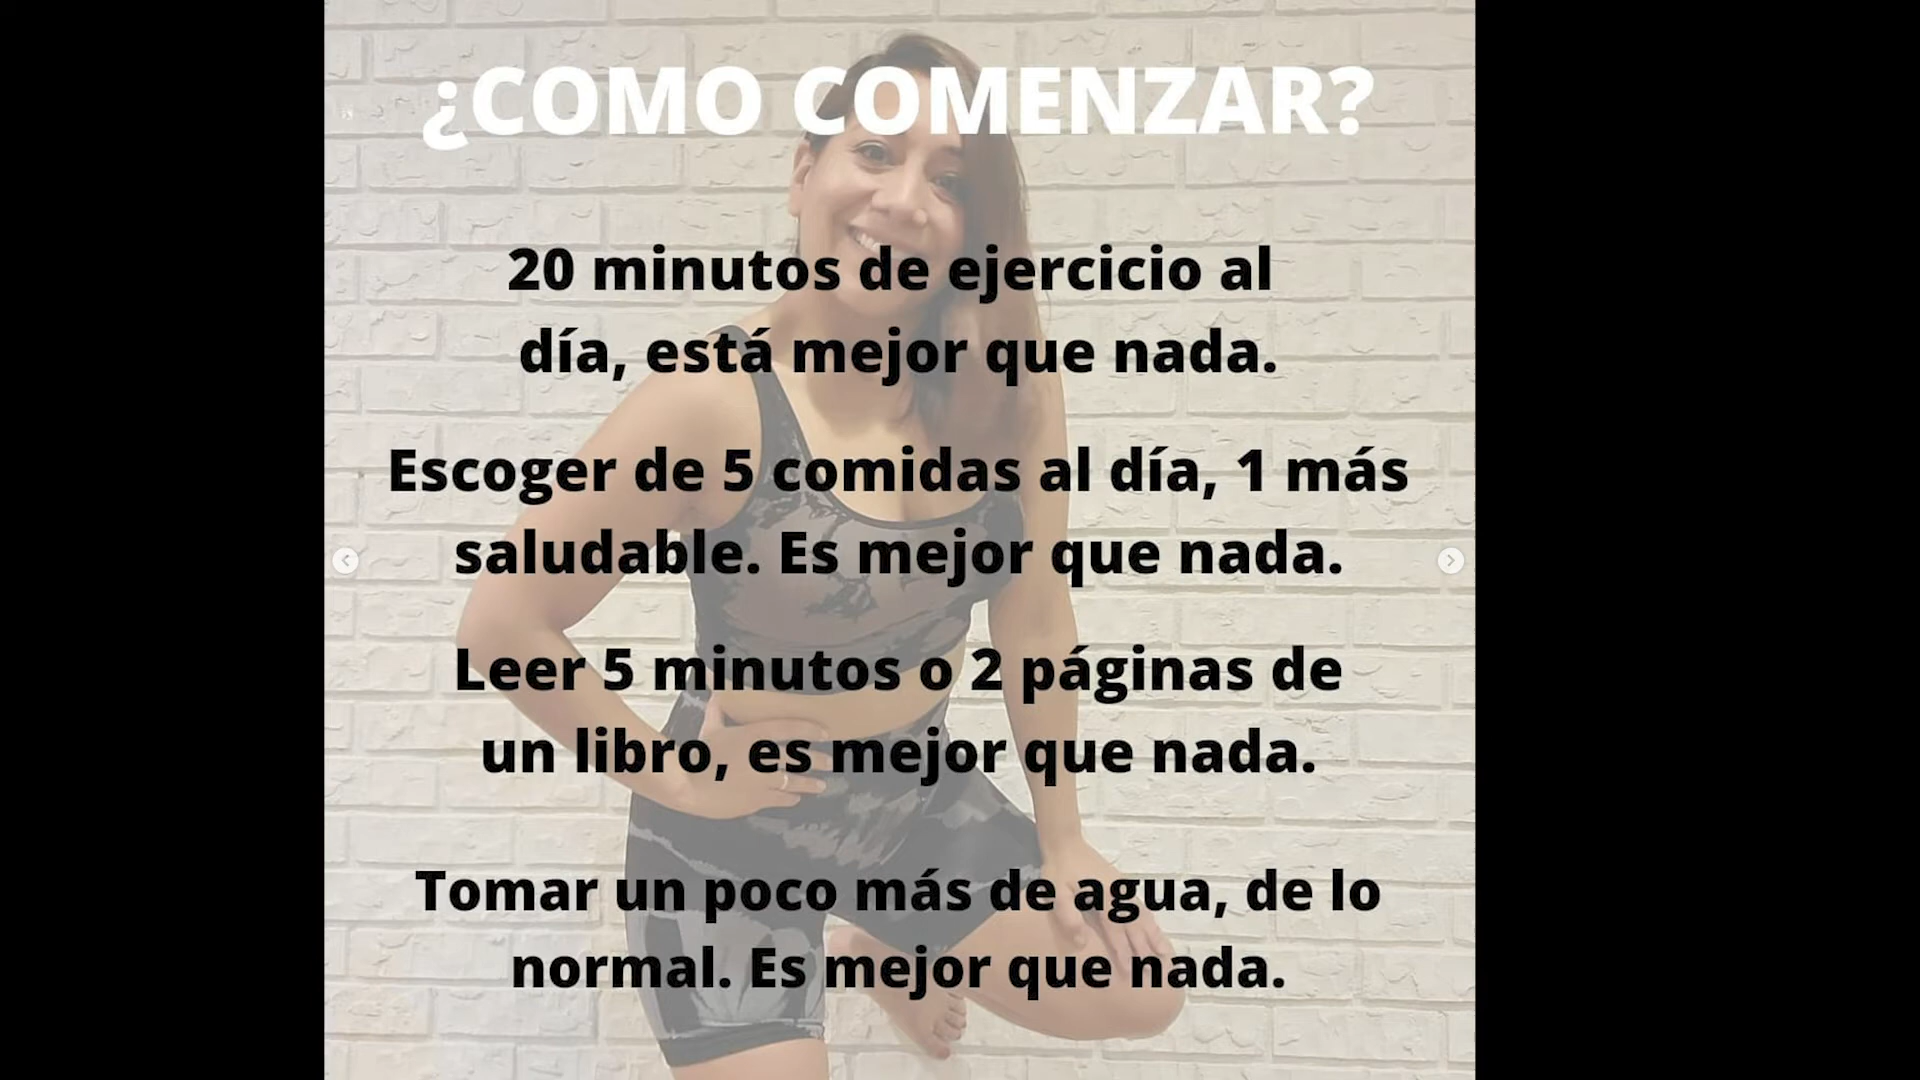 ¿COMO COMENZAR?
20 minutos de ejercicio al
día, está mejor que nada.
Escoger de 5 comidas al día, 1 más
saludable. Es mejor que nada.
Leer 5 minutos o 2 páginas de
un libro, es mejor que nada.
Tomar un poco más de agua, de lo
normal. Es mejor que nada.